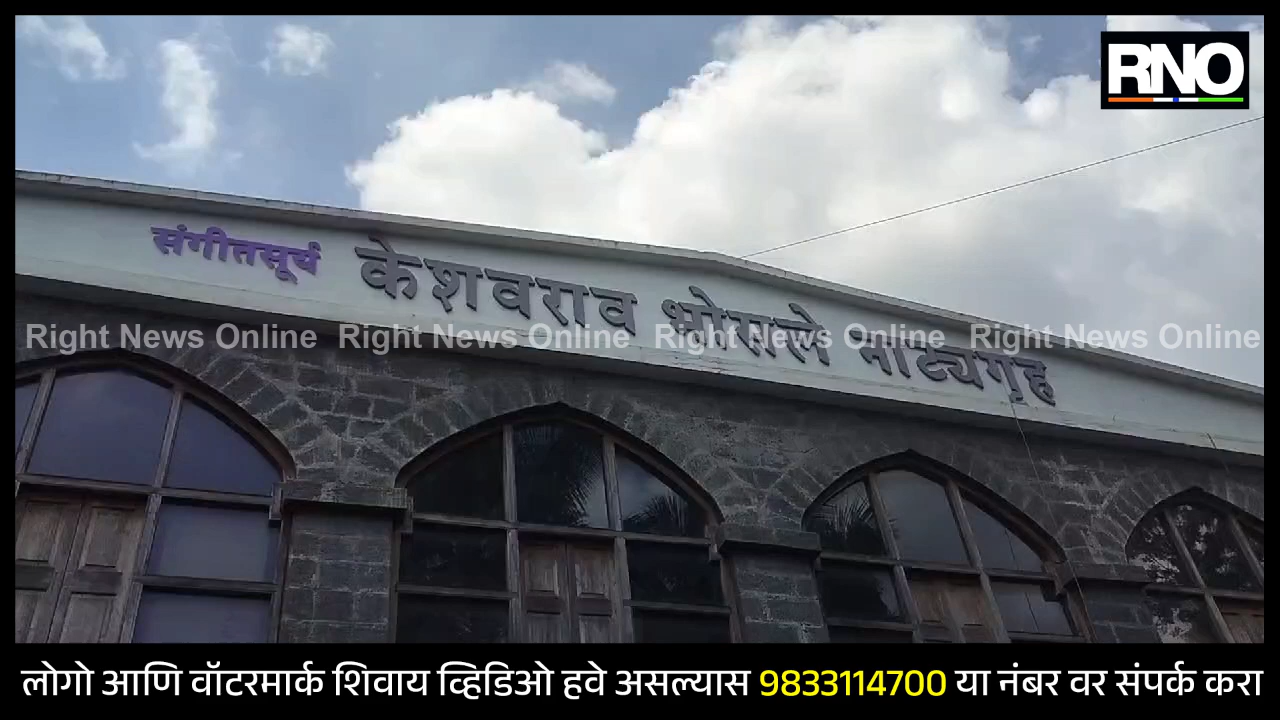 RNO
संगीतसूर्य केशवराव भोसले नाट्यगृह
Right News Online Right News Online Right News Online Right News Online
लोगो आणि वॉटरमार्क शिवाय व्हिडिओ हवे असल्यास 9833114700 या नंबर वर संपर्क करा